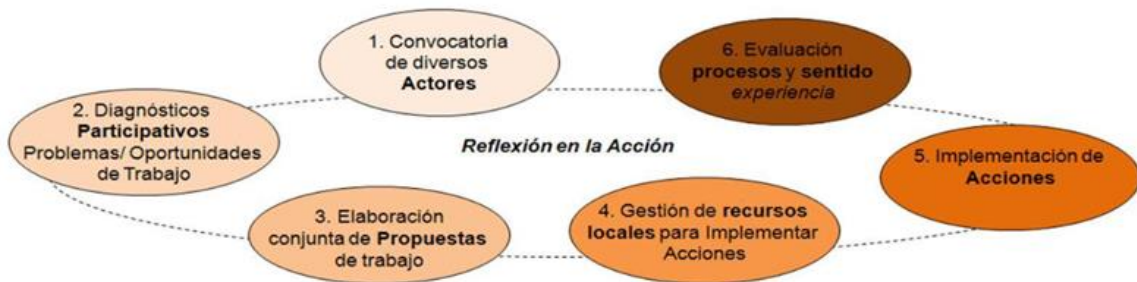 1. Convocatoria
de diversos
Actores
6. Evaluación
procesos y sentido
experiencia
2. Diagnósticos
Participativos
Problemas/ Oportunidades
de Trabajo
Reflexión en la Acción
5. Implementación de
Acciones
3. Elaboración
conjunta de Propuestas
de trabajo
4. Gestión de recursos
locales para Implementar
Acciones